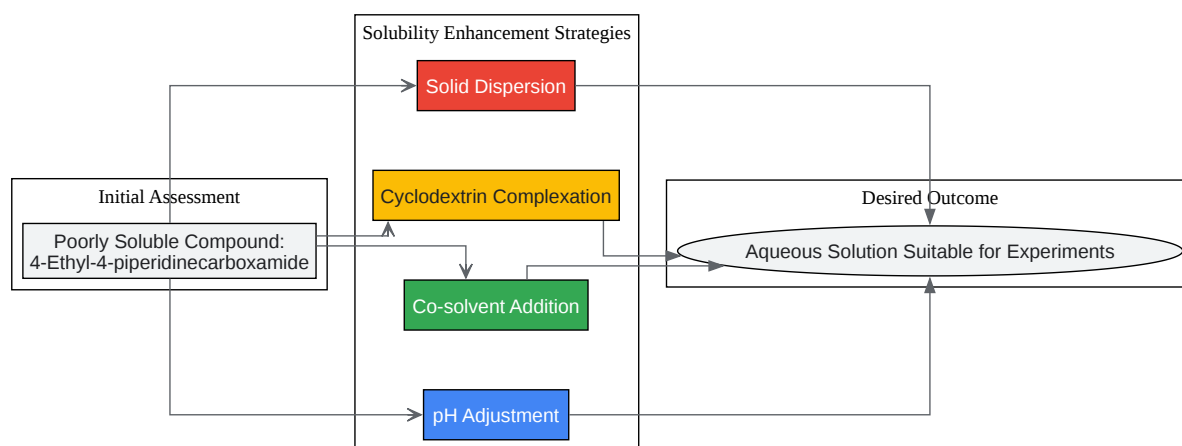 Solubility Enhancement Strategies
Solid Dispersion
Initial Assessment
Cyclodextrin Complexation
Desired Outcome
Poorly Soluble Compound:
4-Ethyl-4-piperidinecarboxamide
Aqueous Solution Suitable for Experiments
Co-solvent Addition
pH Adjustment